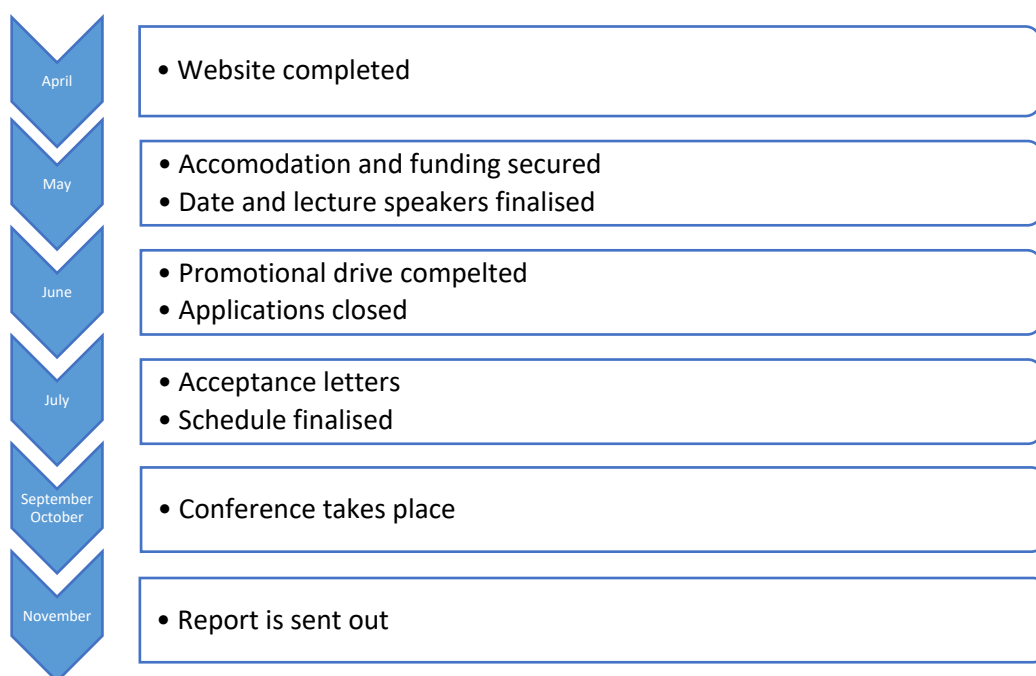 April
• Website completed
May
• Accomodation and funding secured
• Date and lecture speakers finalised
June
• Promotional drive compelted
• Applications closed
July
• Acceptance letters
• Schedule finalised
September
October
• Conference takes place
November
• Report is sent out